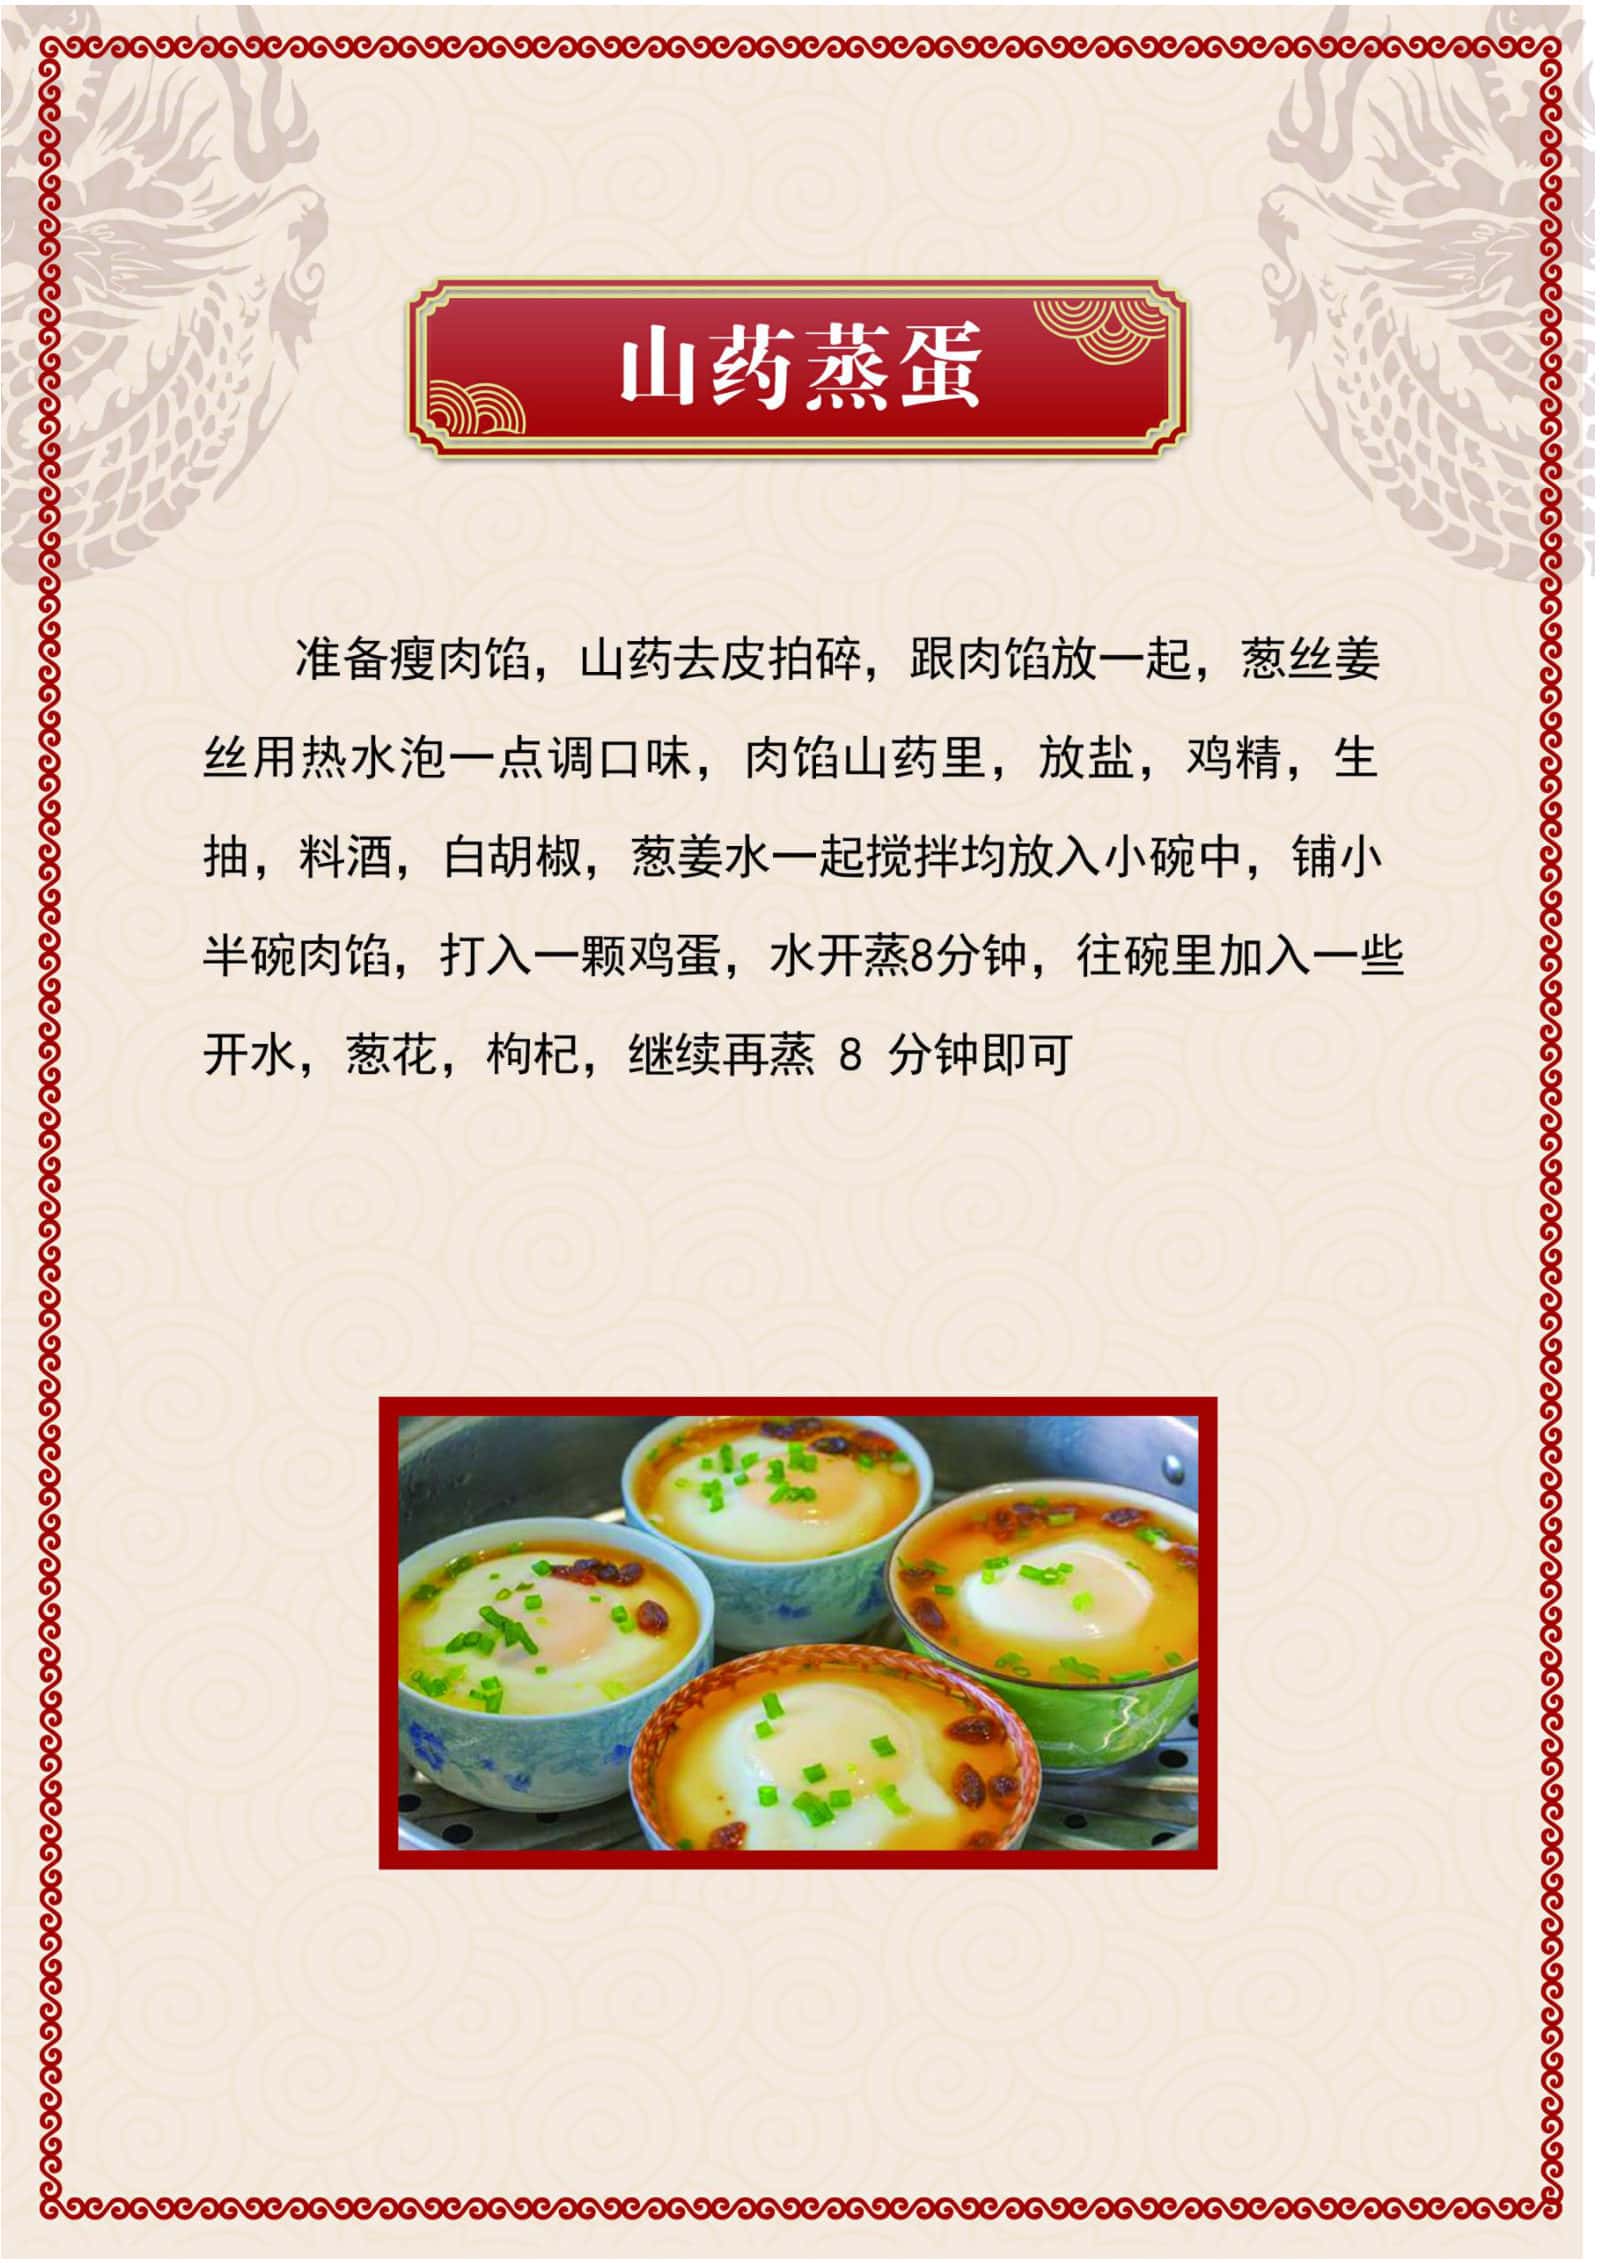 山药蒸蛋
准备瘦肉馅，山药去皮拍碎，跟肉馅放一起，葱丝姜
丝用热水泡一点调口味，肉馅山药里，放盐，鸡精，生
抽，料酒，白胡椒，葱姜水一起搅拌均放入小碗中，铺小
半碗肉馅，打入一颗鸡蛋，水开蒸8分钟，往碗里加入一些
开水，葱花，枸杞，继续再蒸 8 分钟即可